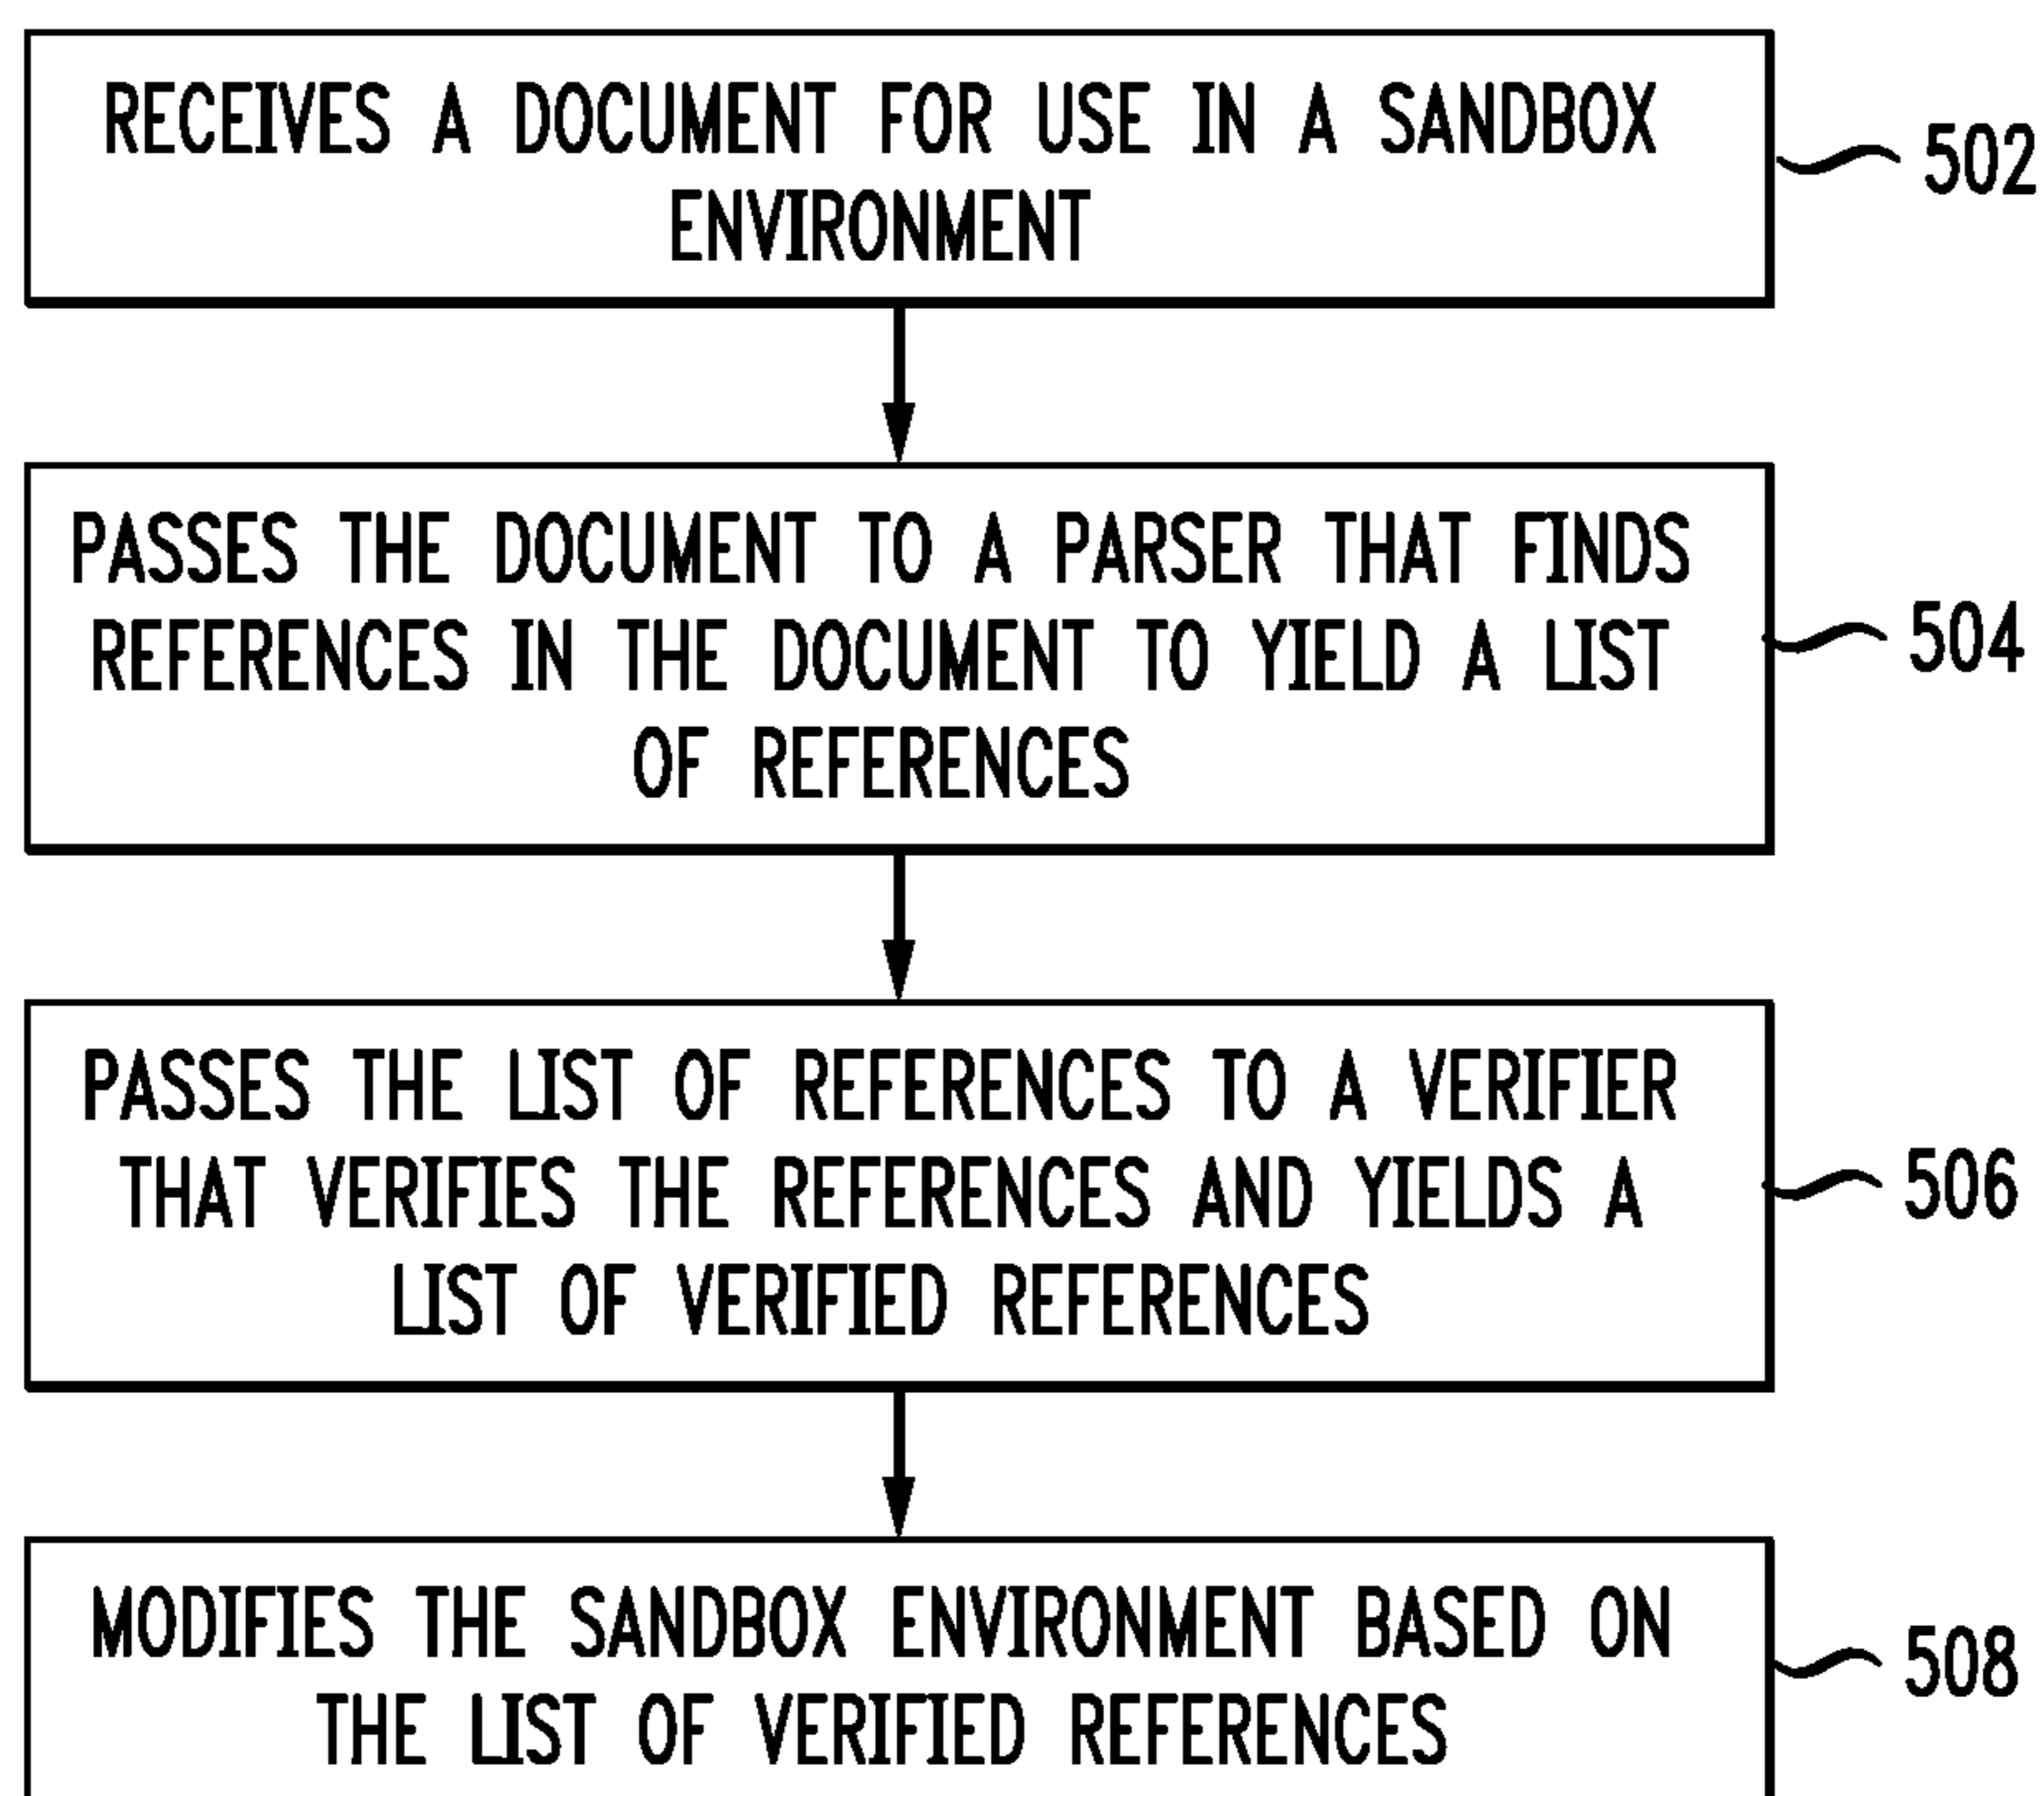 RECEIVES A DOCUMENT FOR USE IN A SANDBOX
ENVIRONMENT
502
PASSES THE DOCUMENT TO A PARSER THAT FINDS
REFERENCES IN THE DOCUMENT TO YIELD A LIST
OF REFERENCES
504
PASSES THE LIST OF REFERENCES TO A VERIFIER
THAT VERIFIES THE REFERENCES AND YIELDS A
LIST OF VERIFIED REFERENCES
506
MODIFIES THE SANDBOX ENVIRONMENT BASED ON
THE LIST OF VERIFIED REFERENCES
508